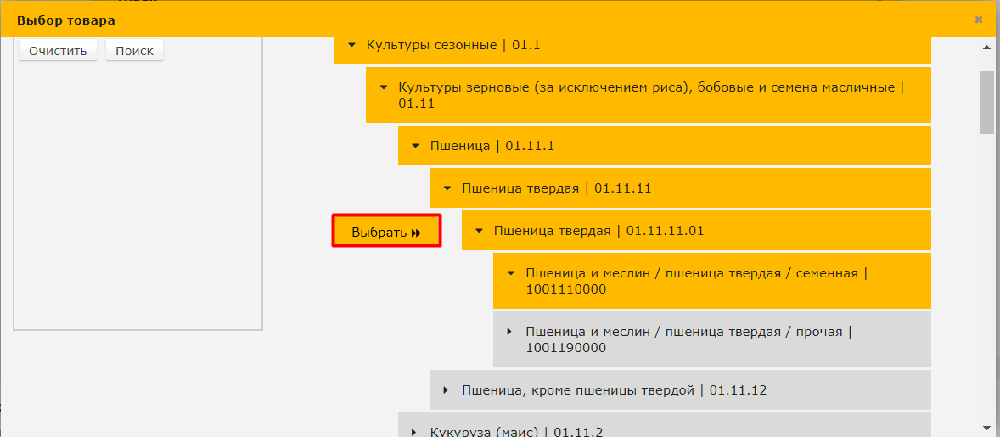 Выбор товара
Очистить Поиск
Культуры сезонные | 01.1
Культуры зерновые (за исключением риса), бобовые и семена масличные |
01.11
Пшеница | 01.11.1
Пшеница твердая | 01.11.11
Выбрать
Пшеница твердая | 01.11.11.01
Пшеница и меслин / пшеница твердая / семенная |
1001110000
Пшеница и меслин / пшеница твердая / прочая |
1001190000
Пшеница, кроме пшеницы твердой | 01.11.12
Кукуруза (маис) | 01.11.2